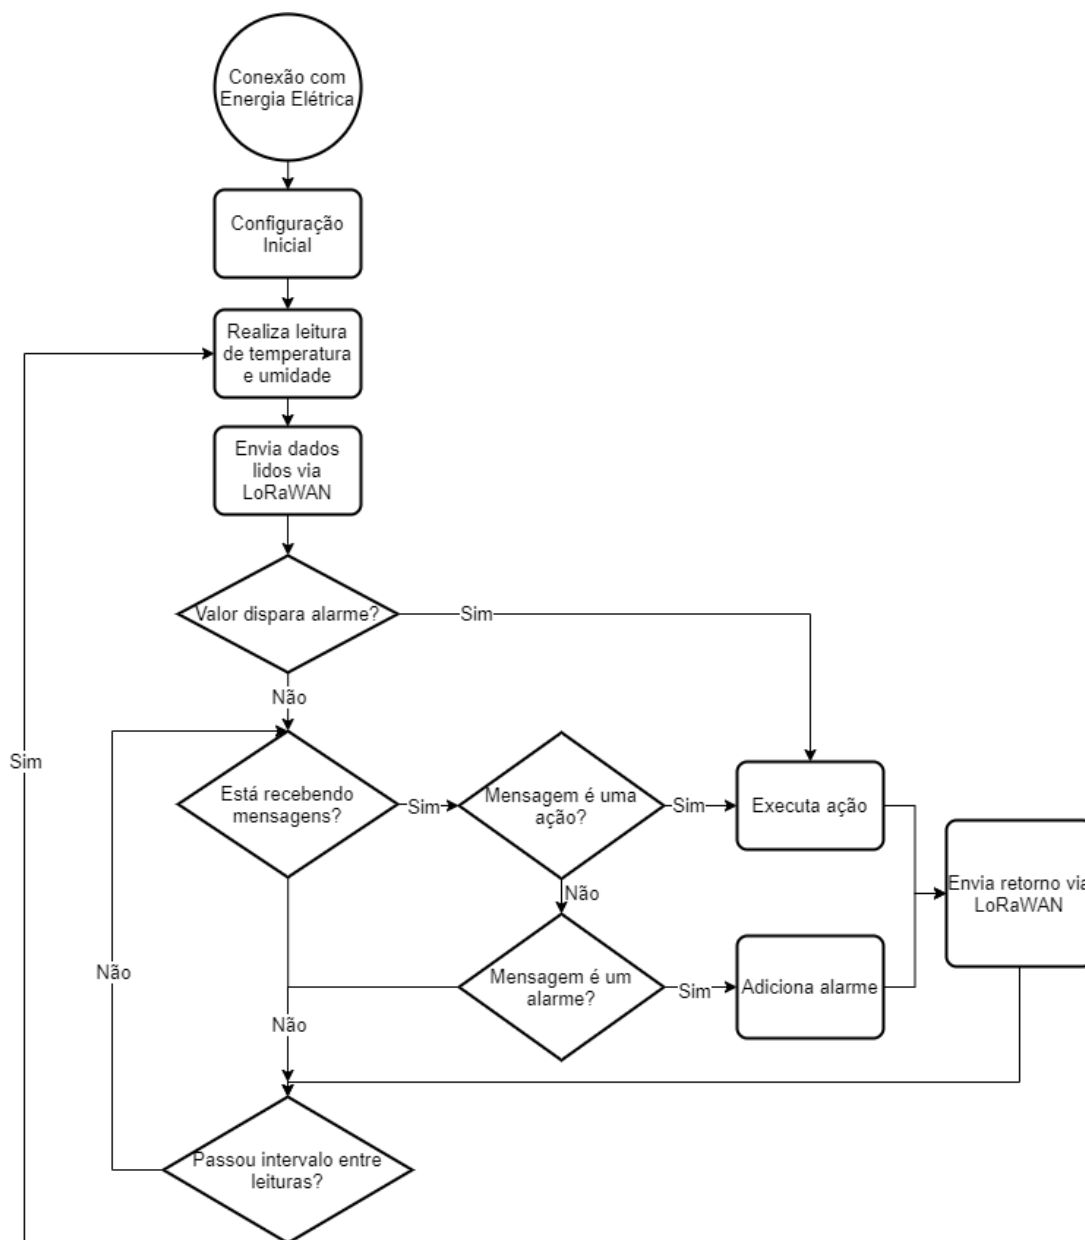 Conexão com
Energia Elétrica
Configuração
Inicial
Realiza leitura
de temperatura
e umidade
Envia dados
lidos via
LoRaWAN
Valor dispara alarme?
Sim
Não
Sim
Está recebendo
mensagens?
Sim
Mensagem é uma
ação?
Sim
Executa ação
Não
Envia retorno via
LoRaWAN
Não
Mensagem é um
alarme?
Sim
Adiciona alarme
Não
Passou intervalo entre
leituras?